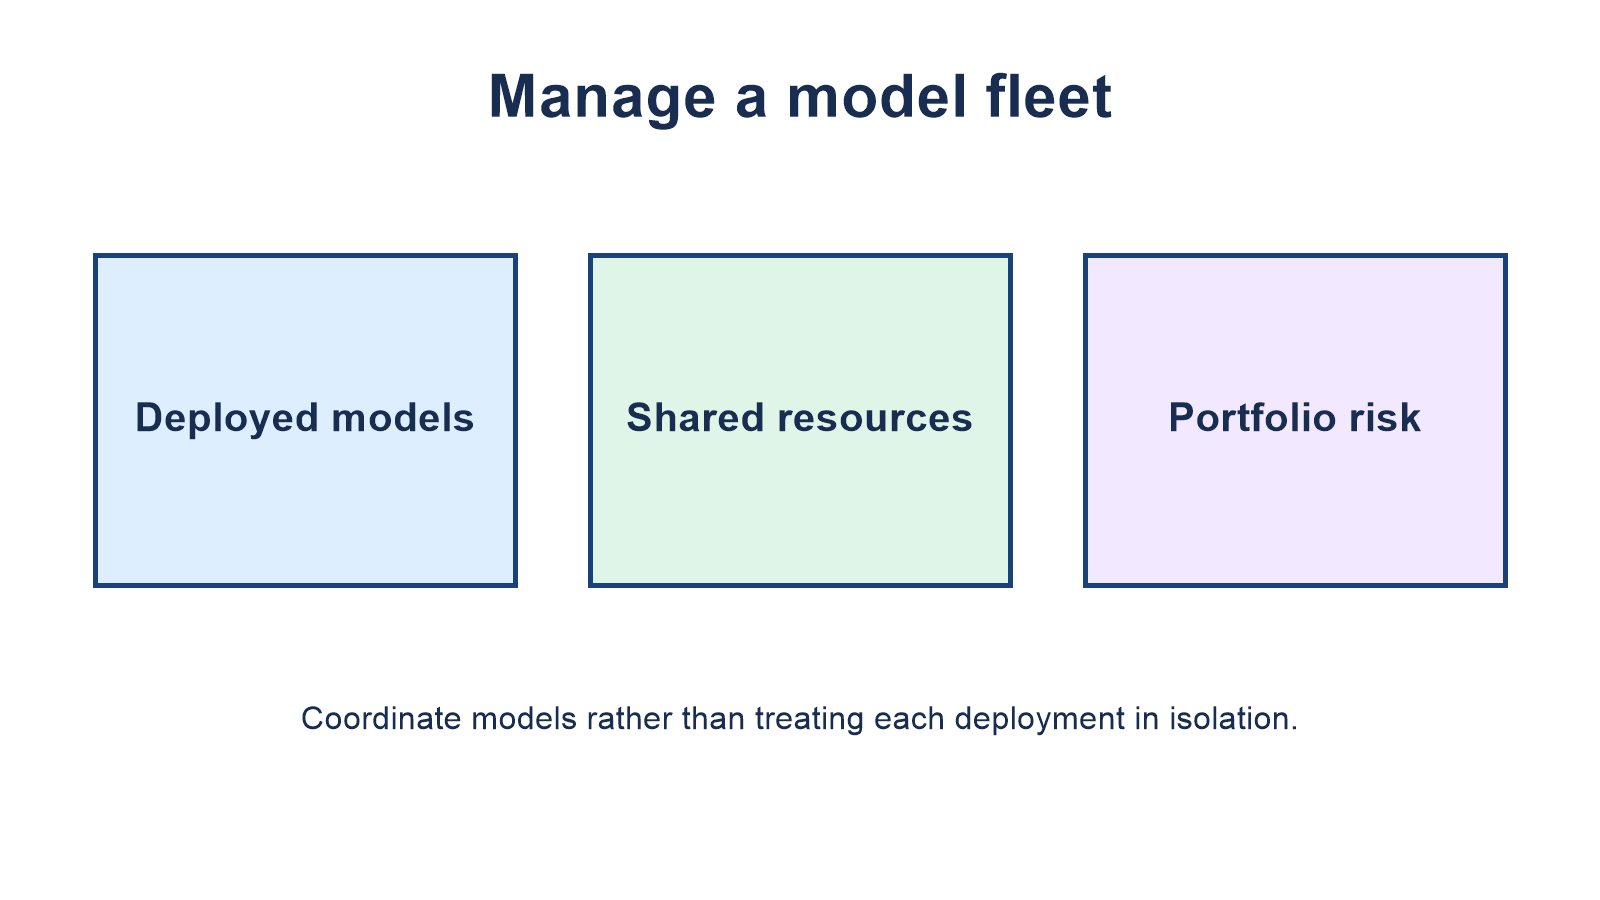 Manage a model fleet
Deployed models
Shared resources
Portfolio risk
Coordinate models rather than treating each deployment in isolation.